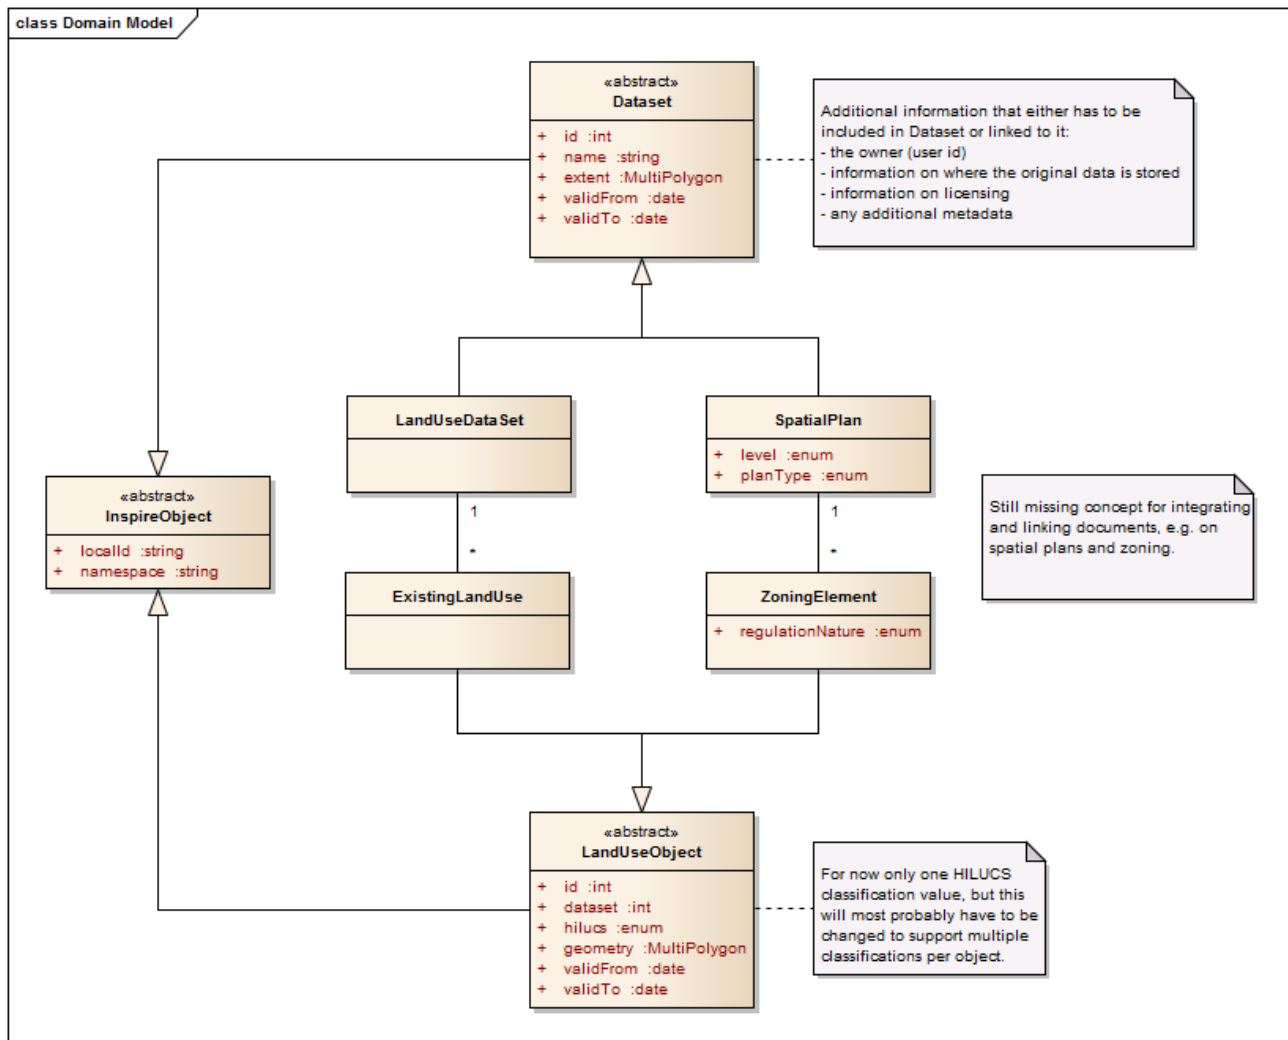 class Domain Model
«abstract»
Dataset
+ id :int
+ name :string
+ extent :MultiPolygon
+ validFrom :date
+ validTo :date
Additional information that either has to be
included in Dataset or linked to it:
- the owner (user id)
- information on where the original data is stored
- information on licensing
- any additional metadata
LandUseDataSet
SpatialPlan
+ level :enum
+ planType :enum
«abstract»
InspireObject
+ localId :string
+ namespace :string
Still missing concept for integrating
and linking documents, e.g. on
spatial plans and zoning.
1
*
1
*
ExistingLandUse
ZoningElement
+ regulationNature :enum
«abstract»
LandUseObject
+ id :int
+ dataset :int
+ hilucs :enum
+ geometry :MultiPolygon
+ validFrom :date
+ validTo :date
For now only one HILUCS
classification value, but this
will most probably have to be
changed to support multiple
classifications per object.